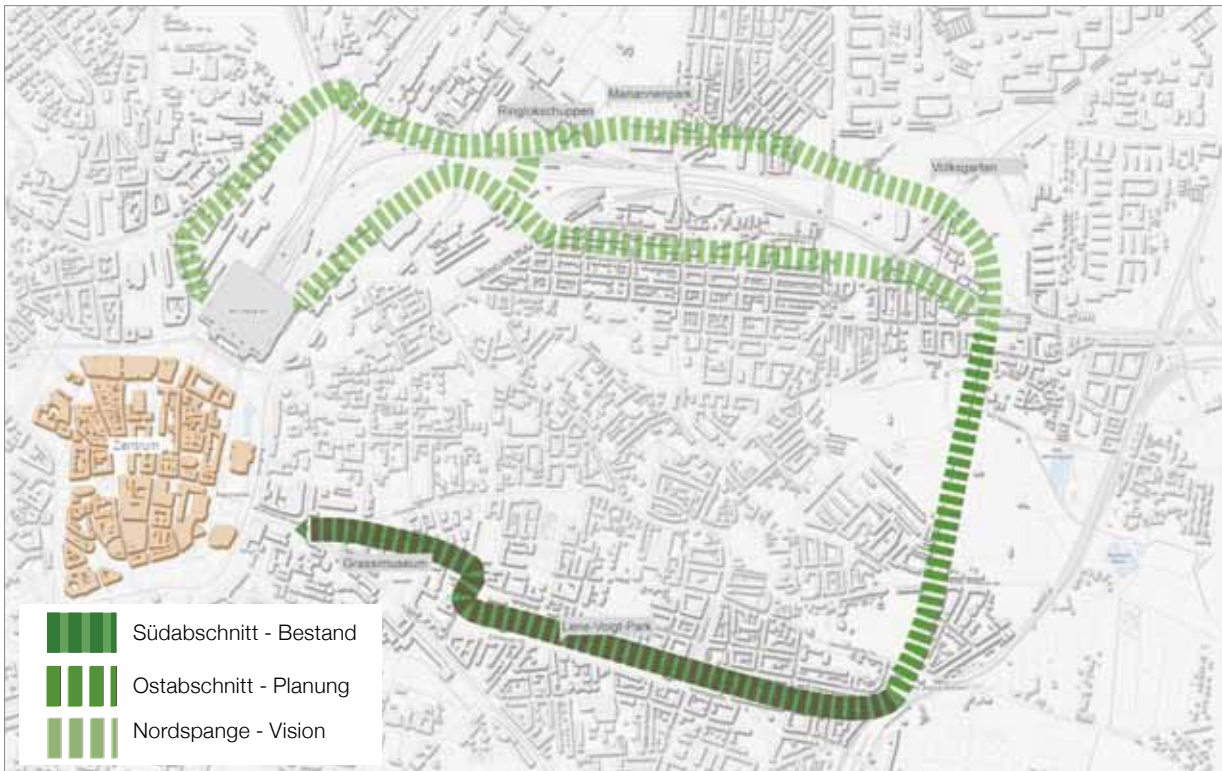 Ringlokschuppen
Mariannenpark
Volksgarten
Zentrum
Grassimuseum
Lene-Voigt-Park
Südabschnitt - Bestand
Ostabschnitt - Planung
Nordspange - Vision